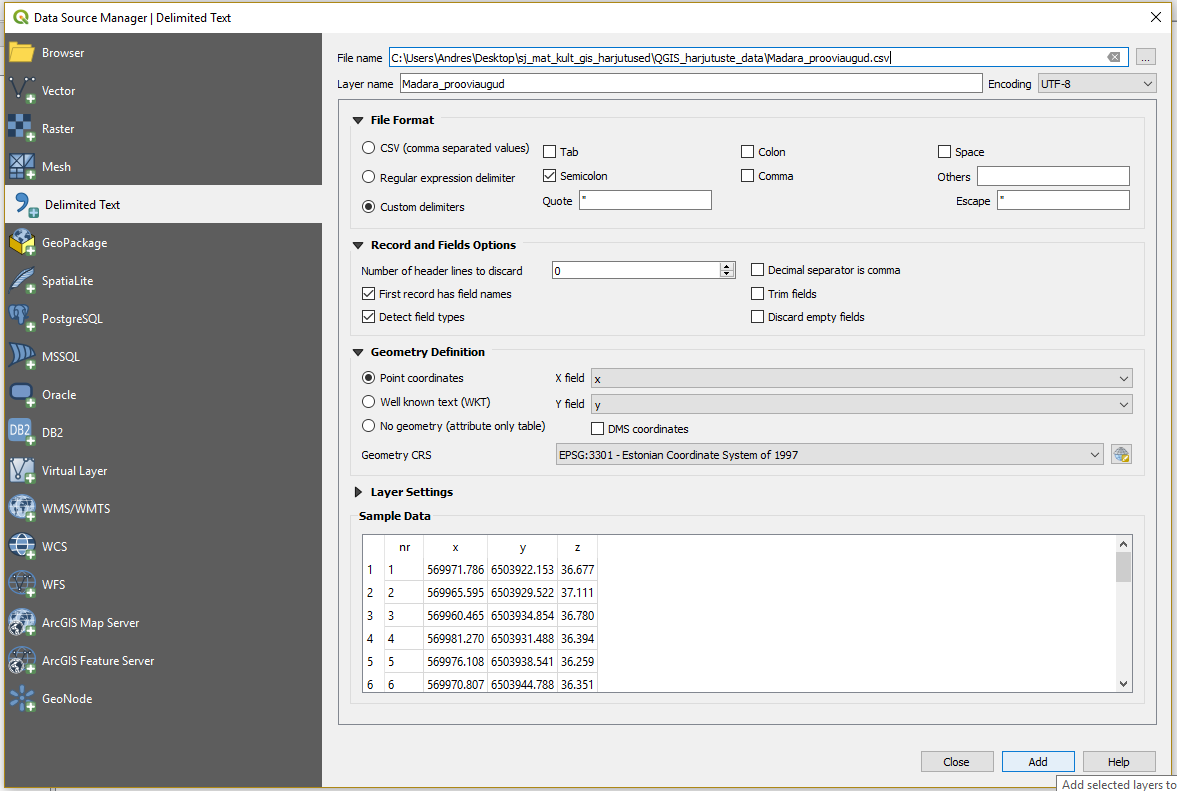 Data Source Manager | Delimited Text
Browser
Vector
Raster
Mesh
Delimited Text
GeoPackage
SpatiaLite
PostgreSQL
MSSQL
Oracle
DB2 DB2
Virtual Layer
WMS/WMTS
WCS
WFS
ArcGIS Map Server
ArcGIS Feature Server
GeoNode
File name C:\Users\Andres\Desktop\sj_mat_kult_gis_harjutused\QGIS_harjutuste_data\Madara_prooviaugud.csv ...
Layer name Madara_prooviaugud Encoding UTF-8
File Format
CSV (comma separated values) Tab Colon Space
Regular expression delimiter Semicolon Comma Others
Custom delimiters Quote " Escape "
Record and Fields Options
Number of header lines to discard 0 Decimal separator is comma
First record has field names Trim fields
Detect field types Discard empty fields
Geometry Definition
Point coordinates X field x
Well known text (WKT) Y field y
No geometry (attribute only table) DMS coordinates
Geometry CRS EPSG:3301 - Estonian Coordinate System of 1997
Layer Settings
Sample Data
nr x y z
1 1 569971.786 6503922.153 36.677
2 2 569965.595 6503929.522 37.111
3 3 569960.465 6503934.854 36.780
4 4 569981.270 6503931.488 36.394
5 5 569976.108 6503938.541 36.259
6 6 569970.807 6503944.788 36.351
Close Add Help
Add selected layers to